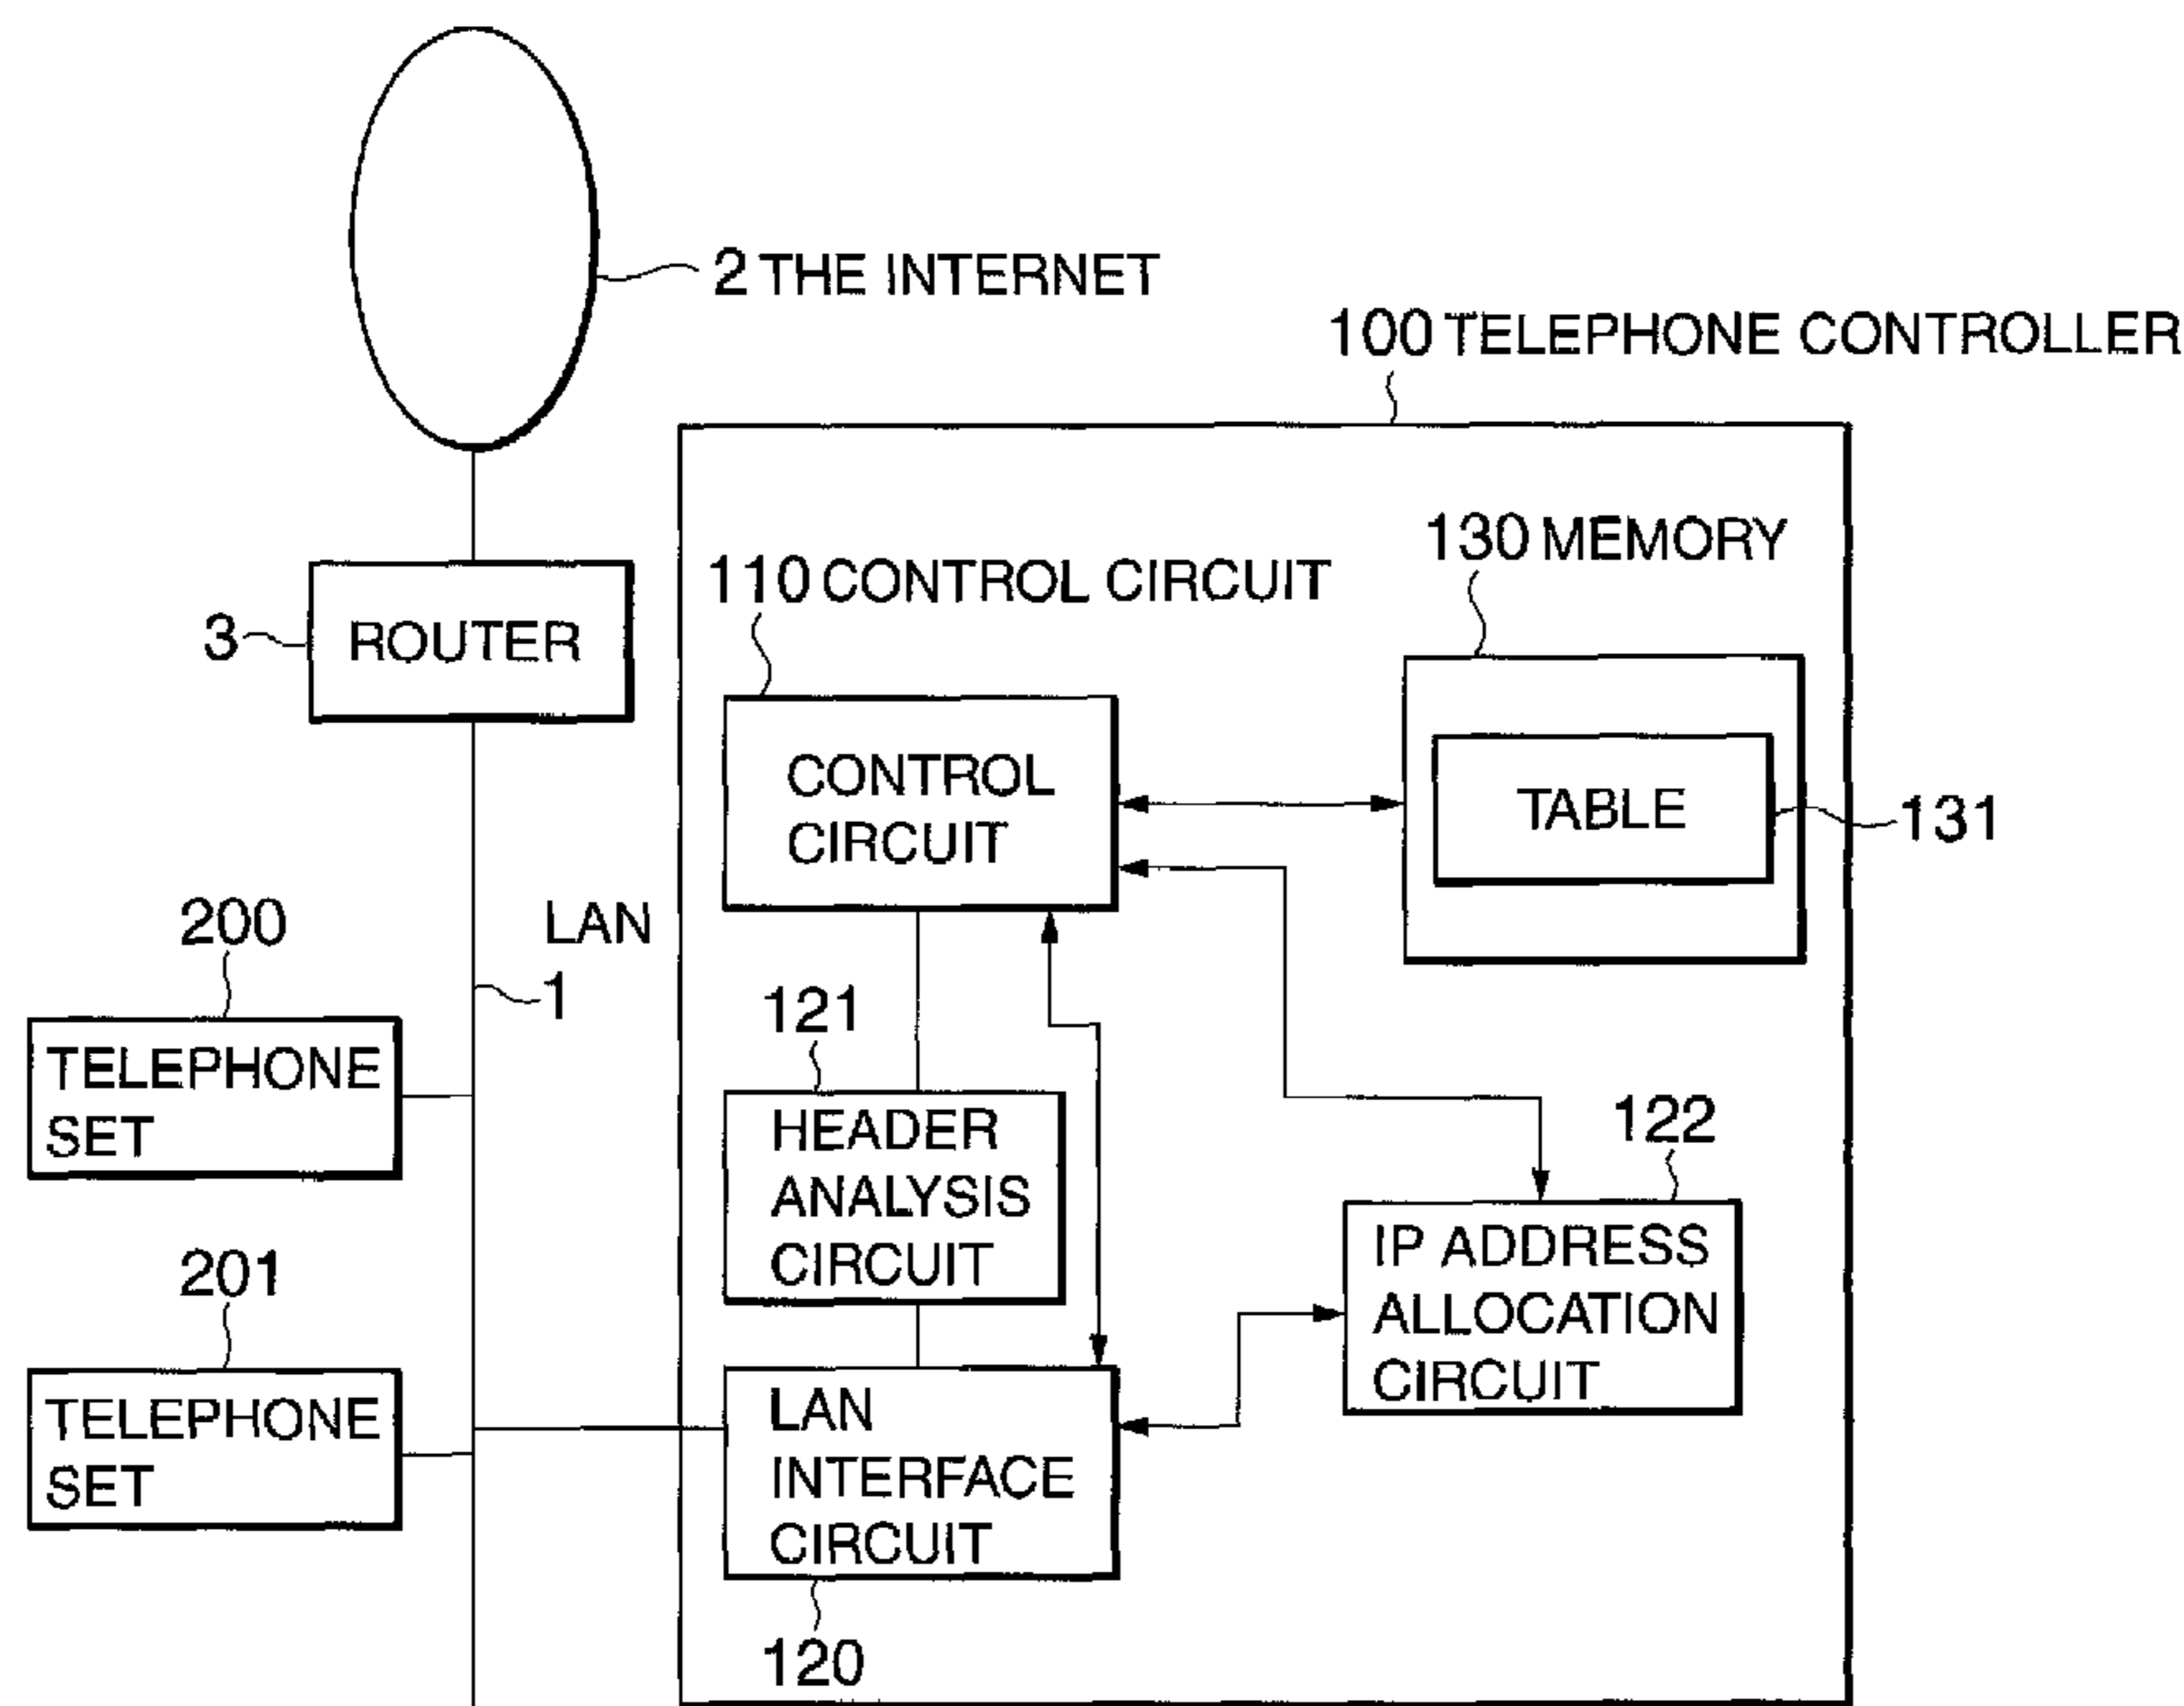 2 THE INTERNET
100 TELEPHONE CONTROLLER
130 MEMORY
110 CONTROL CIRCUIT
3
ROUTER
CONTROL
CIRCUIT
TABLE
131
200
LAN
1
121
TELEPHONE
SET
HEADER
ANALYSIS
CIRCUIT
122
IP ADDRESS
ALLOCATION
CIRCUIT
201
TELEPHONE
SET
LAN
INTERFACE
CIRCUIT
120